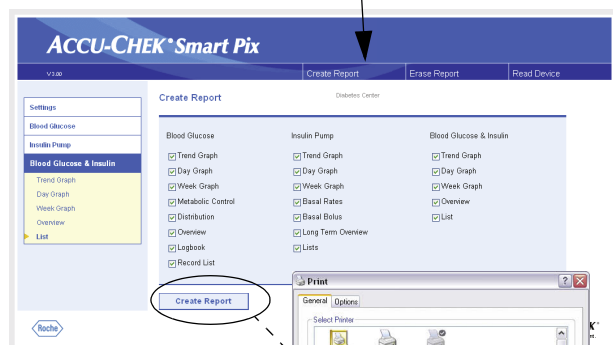 ACCU-CHEK® Smart Pix
V 3.00
Create Report Erase Report Read Device
Settings
Blood Glucose
Insulin Pump
Blood Glucose & Insulin
Trend Graph
Day Graph
Week Graph
Overview
List
Create Report
Diabetes Center
Blood Glucose
Trend Graph
Day Graph
Week Graph
Metabolic Control
Distribution
Overview
Logbook
Record List
Insulin Pump
Trend Graph
Day Graph
Week Graph
Basal Rates
Basal Bolus
Long Term Overview
Lists
Blood Glucose & Insulin
Trend Graph
Day Graph
Week Graph
Overview
List
Create Report
Roche
Print
General Options
Select Printer